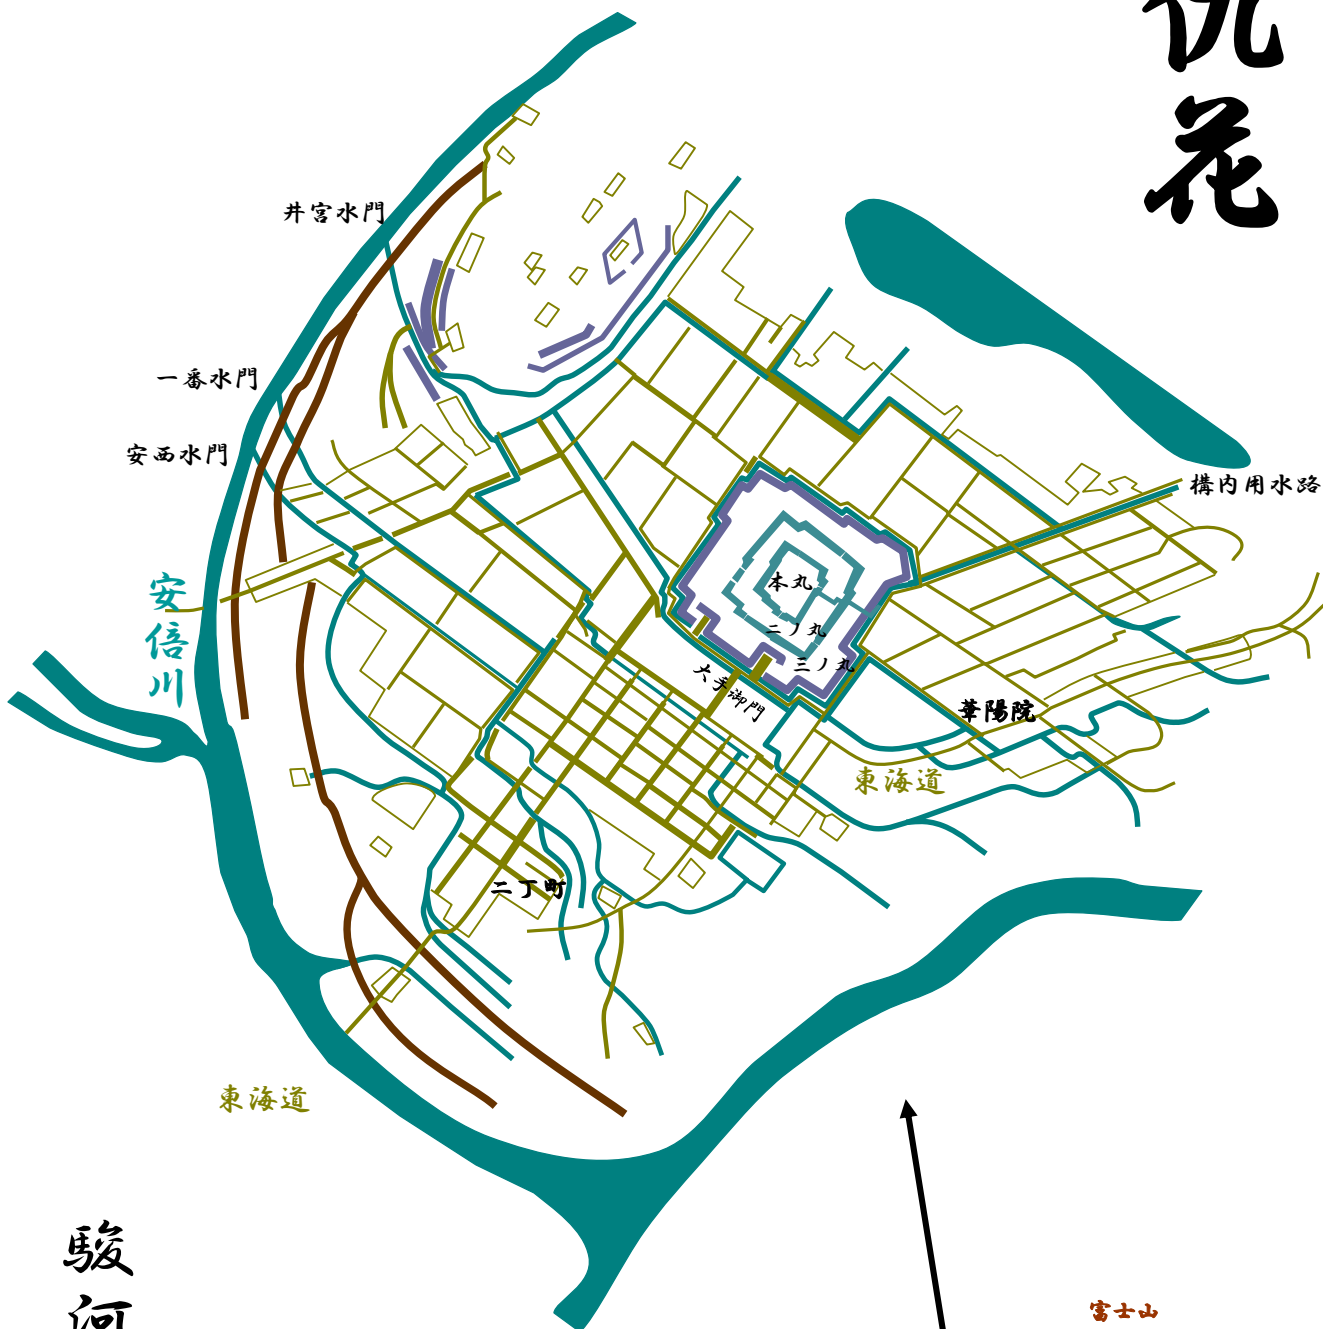 仇花
井宮水門
一番水門
安西水門
構内用水路
安倍川
本丸
二ノ丸
三ノ丸
大手御門
華陽院
東海道
二丁町
東海道
駿河
富士山